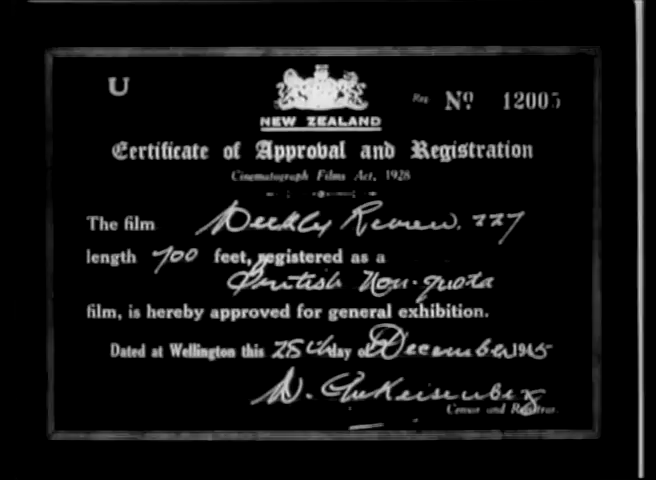 U
Reg. Nº 12005
NEW ZEALAND
Certificate of Approval and Registration
Cinematograph Films Act, 1928
The film Weekly Review. 227
length 700 feet, registered as a
British Non-quota
film, is hereby approved for general exhibition.
Dated at Wellington this 28th day of December 1945
Censor and Registrar.